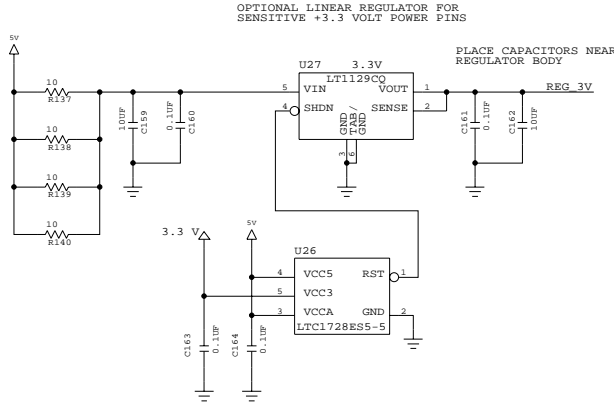 OPTIONAL LINEAR REGULATOR FOR
SENSITIVE +3.3 VOLT POWER PINS
5V
U27 3.3V
LT1129CQ
PLACE CAPACITORS NEAR
REGULATOR BODY
10
R137
10
R138
10
R139
10
R140
10UF
C159
0.1UF
C160
5 VIN
4 SHDN
VOUT 1
SENSE 2
GND
TAB/
GND
3
6
REG_3V
C161
0.1UF
C162
10UF
3.3 V
5V
U26
4 VCC5
5 VCC3
3 VCCA
RST 1
GND 2
LTC1728ES5-5
C163
0.1UF
C164
0.1UF